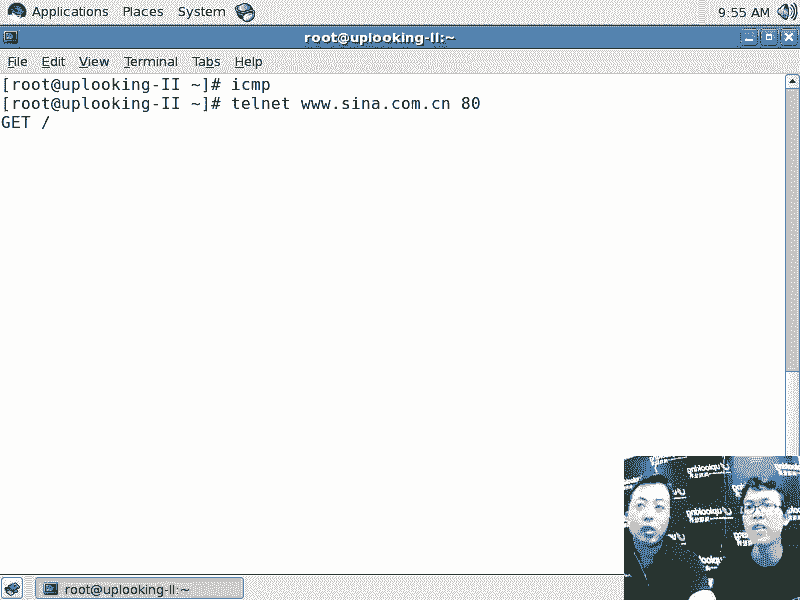 Applications Places System 9:55 AM
root@uplooking-II:~
File Edit View Terminal Tabs Help
[root@uplooking-II ~]# icmp
[root@uplooking-II ~]# telnet www.sina.com.cn 80
GET /
root@uplooking-II:~